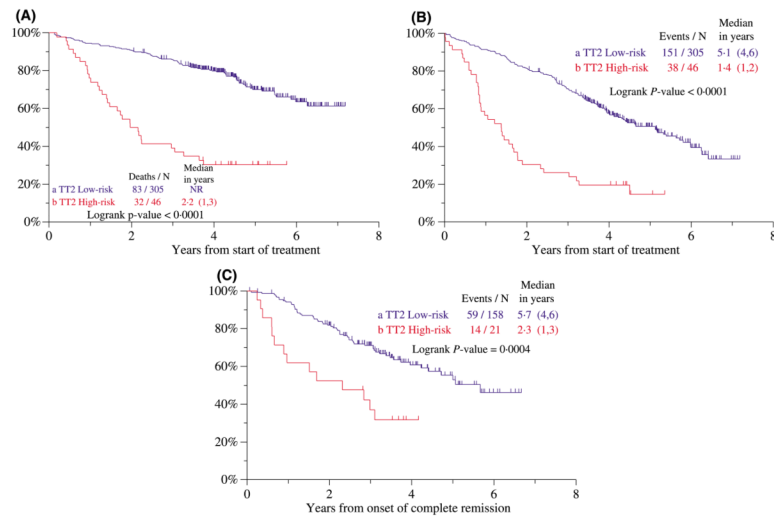 (A)
100%
80%
60%
40%
20%
0%
Deaths / N
Median
in years
a TT2 Low-risk 83 / 305 NR
b TT2 High-risk 32 / 46 2·2 (1,3)
Logrank p-value < 0·0001
0 2 4 6 8
Years from start of treatment
(B)
100%
80%
60%
40%
20%
0%
Events / N
Median
in years
a TT2 Low-risk 151 / 305 5·1 (4,6)
b TT2 High-risk 38 / 46 1·4 (1,2)
Logrank P-value < 0·0001
0 2 4 6 8
Years from start of treatment
(C)
100%
80%
60%
40%
20%
0%
Events / N
Median
in years
a TT2 Low-risk 59 / 158 5·7 (4,6)
b TT2 High-risk 14 / 21 2·3 (1,3)
Logrank P-value = 0·0004
0 2 4 6 8
Years from onset of complete remission